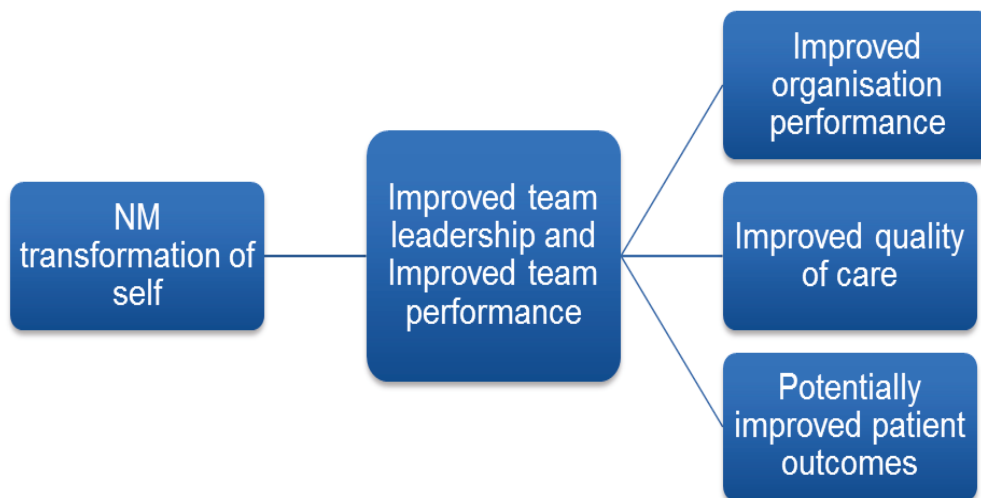 NM
transformation of
self
Improved team
leadership and
Improved team
performance
Improved
organisation
performance
Improved quality
of care
Potentially
improved patient
outcomes